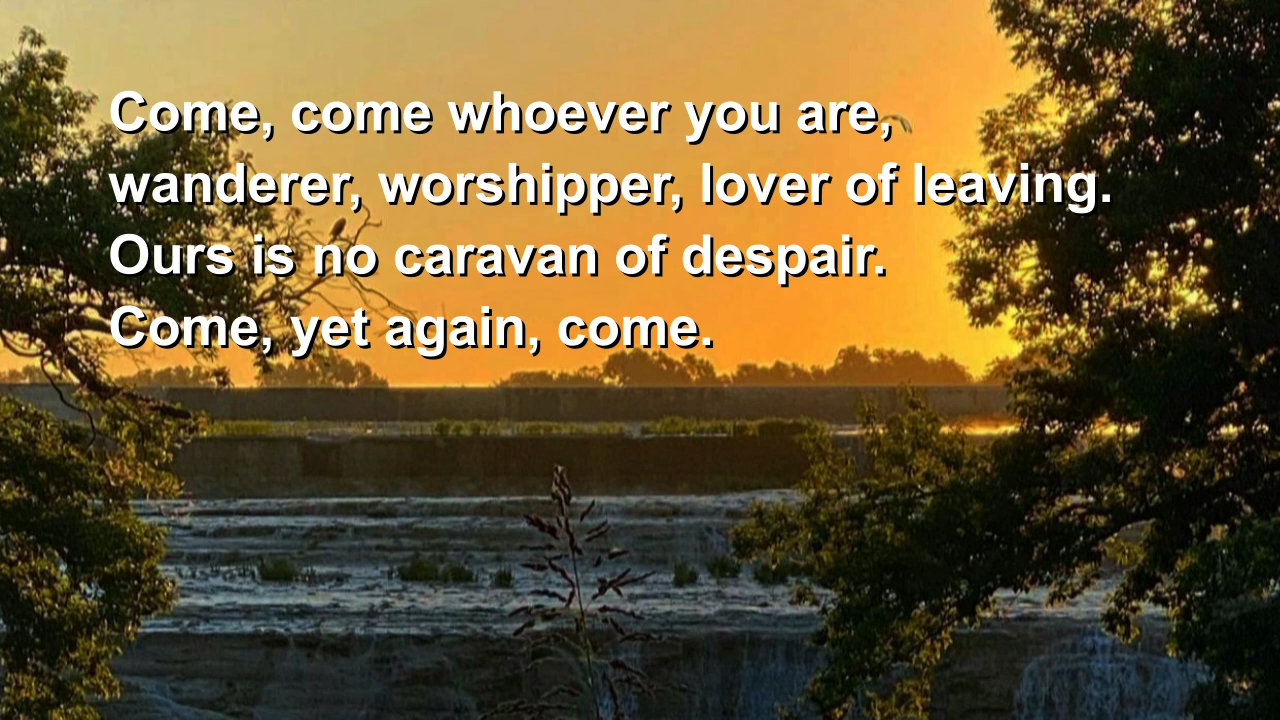 Come, come whoever you are,
wanderer, worshipper, lover of leaving.
Ours is no caravan of despair.
Come, yet again, come.